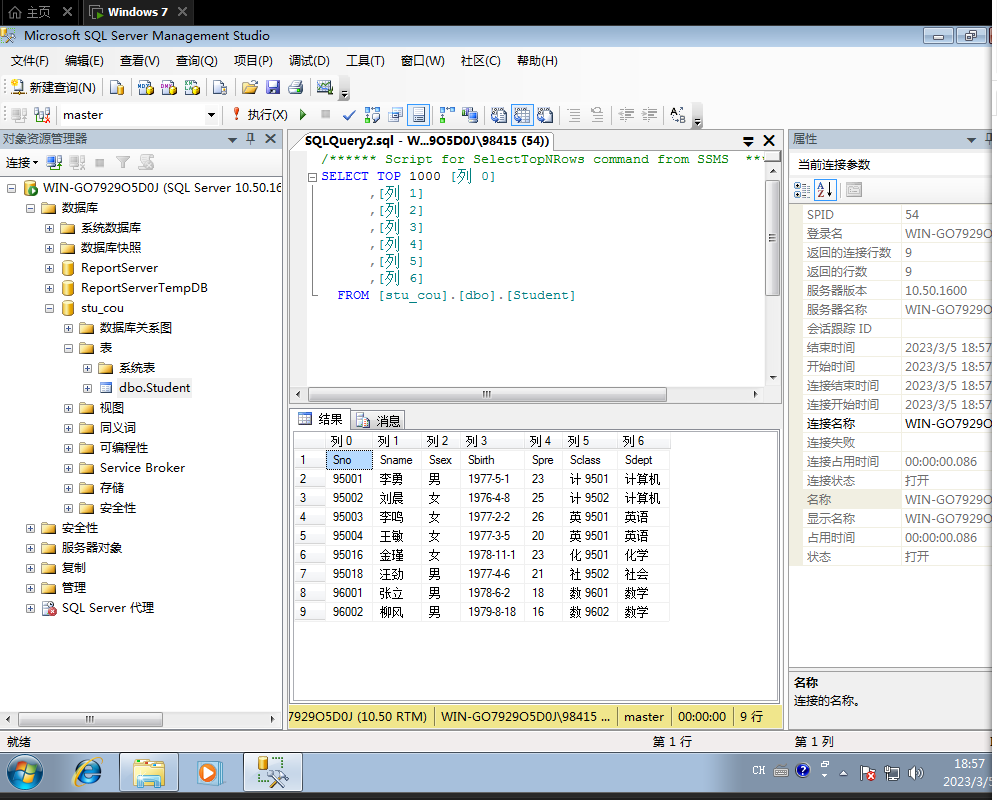 主页
Windows 7
Microsoft SQL Server Management Studio
文件(F) 编辑(E) 查看(V) 查询(Q) 项目(P) 调试(D) 工具(T) 窗口(W) 社区(C) 帮助(H)
新建查询(N)
master 执行(X)
对象资源管理器
连接
WIN-GO7929O5D0J (SQL Server 10.50.16
数据库
系统数据库
数据库快照
ReportServer
ReportServerTempDB
stu_cou
数据库关系图
表
系统表
dbo.Student
视图
同义词
可编程性
Service Broker
存储
安全性
安全性
服务器对象
复制
管理
SQL Server 代理
SQLQuery2.sql - W...9O5D0J\98415 (54))
/****** Script for SelectTopNRows command from SSMS **
SELECT TOP 1000 [列 0]
,[列 1]
,[列 2]
,[列 3]
,[列 4]
,[列 5]
,[列 6]
FROM [stu_cou].[dbo].[Student]
结果 消息
列 0 列 1 列 2 列 3 列 4 列 5 列 6
1 Sno Sname Ssex Sbirth Spre Sclass Sdept
2 95001 李勇 男 1977-5-1 23 计 9501 计算机
3 95002 刘晨 女 1976-4-8 25 计 9502 计算机
4 95003 李鸣 女 1977-2-2 26 英 9501 英语
5 95004 王敏 女 1977-3-5 20 英 9501 英语
6 95016 金瑾 女 1978-11-1 23 化 9501 化学
7 95018 汪劲 男 1977-4-6 21 社 9502 社会
8 96001 张立 男 1978-6-2 18 数 9601 数学
9 96002 柳风 男 1979-8-18 16 数 9602 数学
7929O5D0J (10.50 RTM) WIN-GO7929O5D0J\98415 ... master 00:00:00 9 行
属性
当前连接参数
SPID 54
登录名 WIN-GO7929O
返回的连接行数 9
返回的行数 9
服务器版本 10.50.1600
服务器名称 WIN-GO7929O
会话跟踪 ID
结束时间 2023/3/5 18:57
开始时间 2023/3/5 18:57
连接结束时间 2023/3/5 18:57
连接开始时间 2023/3/5 18:57
连接名称 WIN-GO7929O
连接失败
连接占用时间 00:00:00.086
连接状态 打开
名称 WIN-GO7929O
显示名称 WIN-GO7929O
占用时间 00:00:00.086
状态 打开
名称
连接的名称。
就绪 第 1 行 第 1 列
CH
18:57
2023/3/5